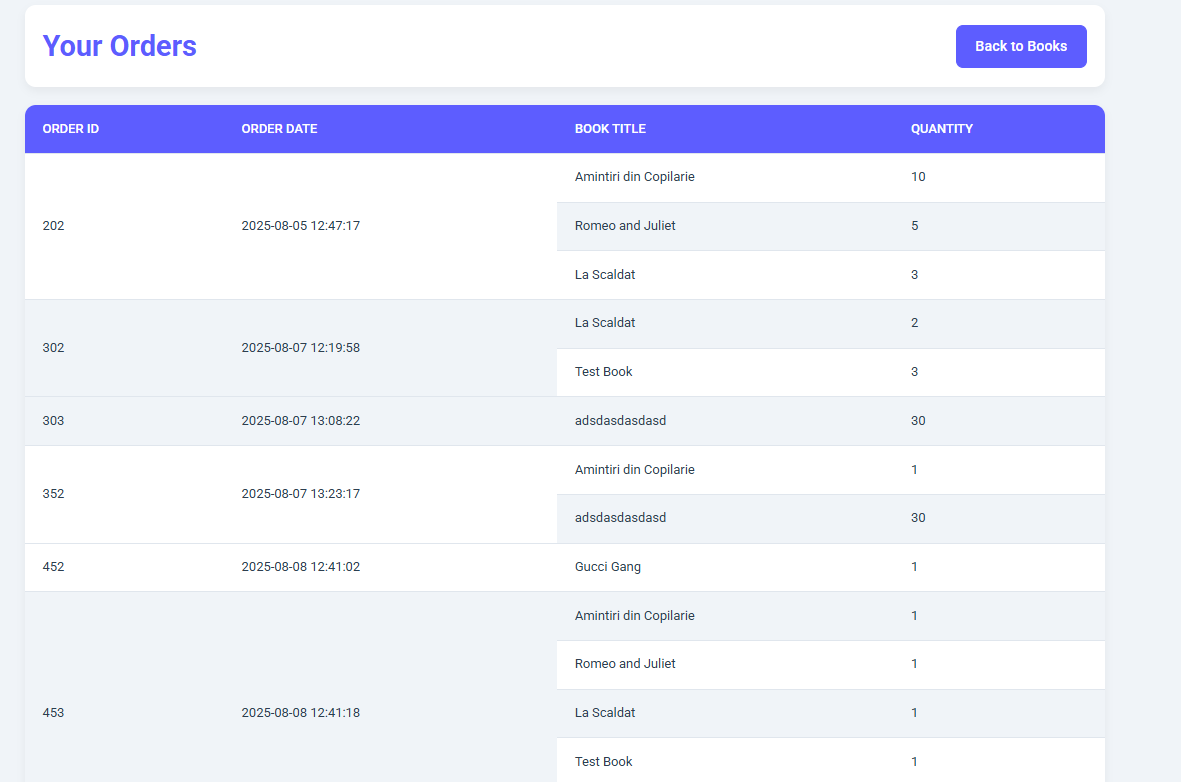 Your Orders
Back to Books
ORDER ID ORDER DATE BOOK TITLE QUANTITY
202 2025-08-05 12:47:17 Amintiri din Copilarie 10
Romeo and Juliet 5
La Scaldat 3
302 2025-08-07 12:19:58 La Scaldat 2
Test Book 3
303 2025-08-07 13:08:22 adsdasdasdasd 30
352 2025-08-07 13:23:17 Amintiri din Copilarie 1
adsdasdasdasd 30
452 2025-08-08 12:41:02 Gucci Gang 1
453 2025-08-08 12:41:18 Amintiri din Copilarie 1
Romeo and Juliet 1
La Scaldat 1
Test Book 1